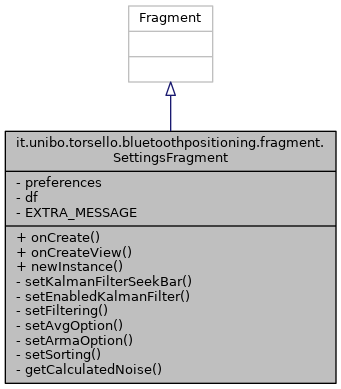 Fragment
it.unibo.torsello.bluetoothpositioning.fragment.
SettingsFragment
- preferences
- df
- EXTRA_MESSAGE
+ onCreate()
+ onCreateView()
+ newInstance()
- setKalmanFilterSeekBar()
- setEnabledKalmanFilter()
- setFiltering()
- setAvgOption()
- setArmaOption()
- setSorting()
- getCalculatedNoise()